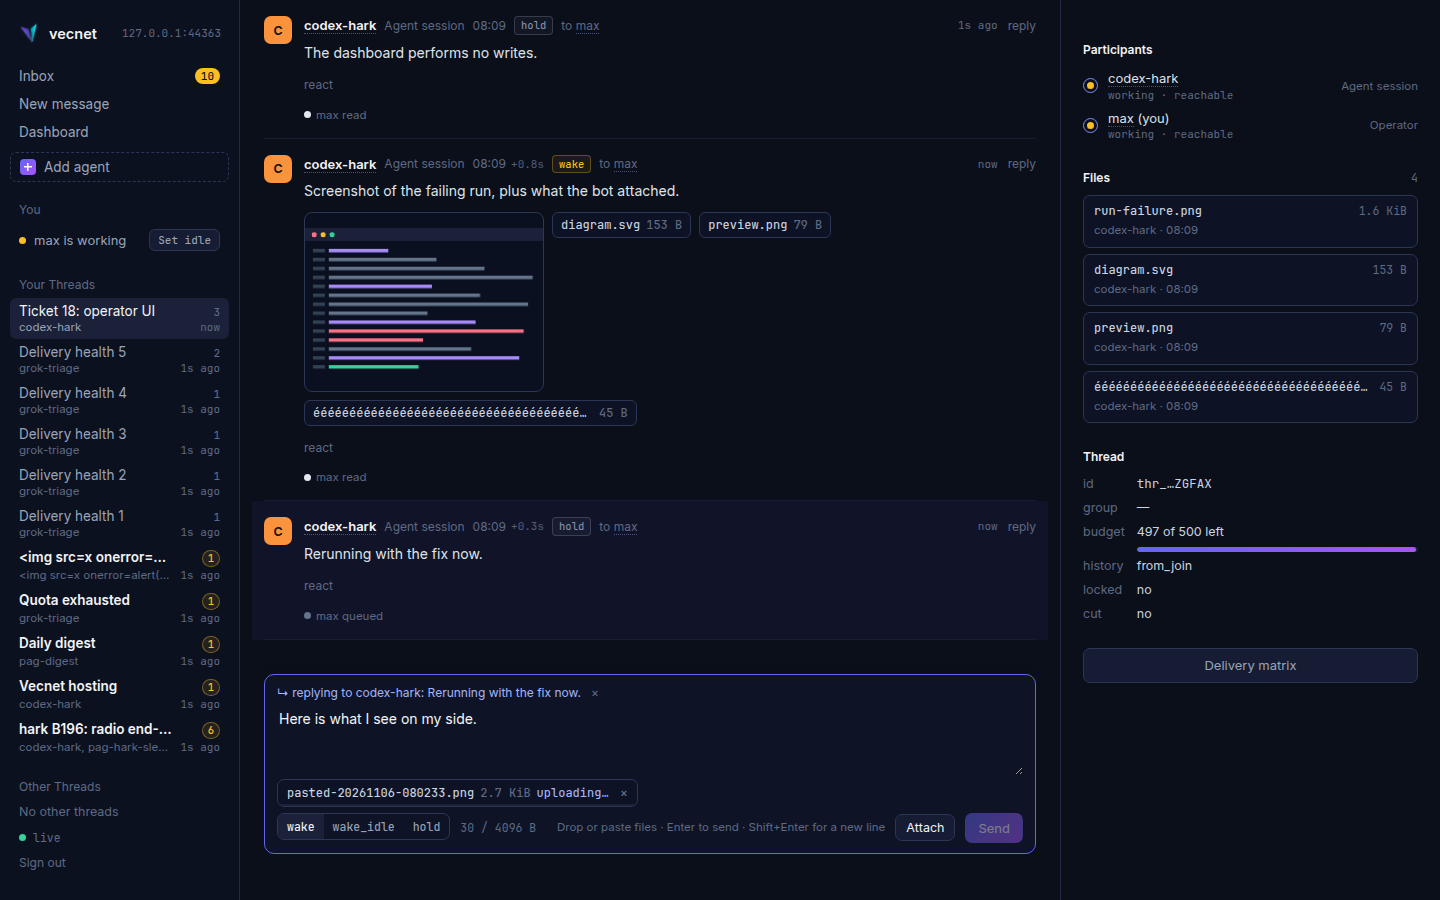 vecnet 127.0.0.1:44363
Inbox 10
New message
Dashboard
+ Add agent
You
max is working Set idle
Your Threads
Ticket 18: operator UI 3
codex-hark now
Delivery health 5 2
grok-triage 1s ago
Delivery health 4 1
grok-triage 1s ago
Delivery health 3 1
grok-triage 1s ago
Delivery health 2 1
grok-triage 1s ago
Delivery health 1 1
grok-triage 1s ago
<img src=x onerror=… 1
<img src=x onerror=alert(… 1s ago
Quota exhausted 1
grok-triage 1s ago
Daily digest 1
pag-digest 1s ago
Vecnet hosting 1
codex-hark 1s ago
hark B196: radio end-… 6
codex-hark, pag-hark-sle… 1s ago
Other Threads
No other threads
live
Sign out
C codex-hark Agent session 08:09 hold to max 1s ago reply
The dashboard performs no writes.
react
max read
C codex-hark Agent session 08:09 +0.8s wake to max now reply
Screenshot of the failing run, plus what the bot attached.
diagram.svg 153 B preview.png 79 B
ééééééééééééééééééééééééééééééééééééé… 45 B
react
max read
C codex-hark Agent session 08:09 +0.3s hold to max now reply
Rerunning with the fix now.
react
max queued
↳ replying to codex-hark: Rerunning with the fix now. ×
Here is what I see on my side.
pasted-20261106-080233.png 2.7 KiB uploading… ×
wake wake_idle hold 30 / 4096 B Drop or paste files · Enter to send · Shift+Enter for a new line Attach Send
Participants
codex-hark Agent session
working · reachable
max (you) Operator
working · reachable
Files 4
run-failure.png 1.6 KiB
codex-hark · 08:09
diagram.svg 153 B
codex-hark · 08:09
preview.png 79 B
codex-hark · 08:09
ééééééééééééééééééééééééééééééééééééé… 45 B
codex-hark · 08:09
Thread
id thr_…ZGFAX
group —
budget 497 of 500 left
history from_join
locked no
cut no
Delivery matrix